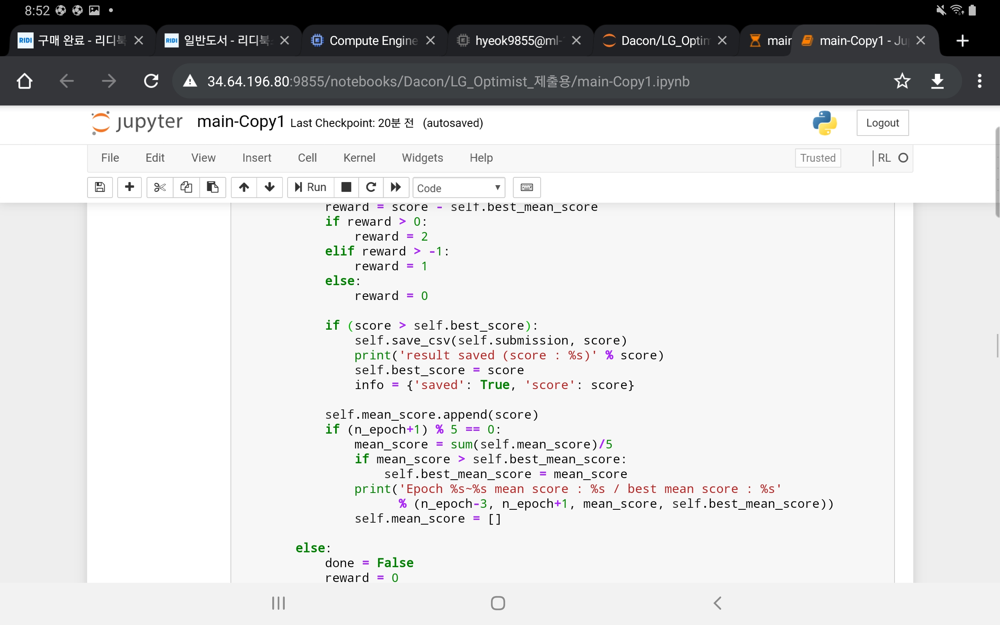 8:52
RIDI 구매 완료 - 리디북
RIDI 일반도서 - 리디북
Compute Engine
hyeok9855@ml-
Dacon/LG_Optim
main
main-Copy1 - Ju
34.64.196.80:9855/notebooks/Dacon/LG_Optimist_제출용/main-Copy1.ipynb
jupyter main-Copy1 Last Checkpoint: 20분 전 (autosaved)
Logout
File Edit View Insert Cell Kernel Widgets Help
Trusted
RL
Run
Code
reward = score - self.best_mean_score
if reward > 0:
    reward = 2
elif reward > -1:
    reward = 1
else:
    reward = 0
if (score > self.best_score):
    self.save_csv(self.submission, score)
    print('result saved (score : %s)' % score)
    self.best_score = score
    info = {'saved': True, 'score': score}
self.mean_score.append(score)
if (n_epoch+1) % 5 == 0:
    mean_score = sum(self.mean_score)/5
    if mean_score > self.best_mean_score:
        self.best_mean_score = mean_score
    print('Epoch %s~%s mean score : %s / best mean score : %s'
          % (n_epoch-3, n_epoch+1, mean_score, self.best_mean_score))
    self.mean_score = []
else:
    done = False
    reward = 0